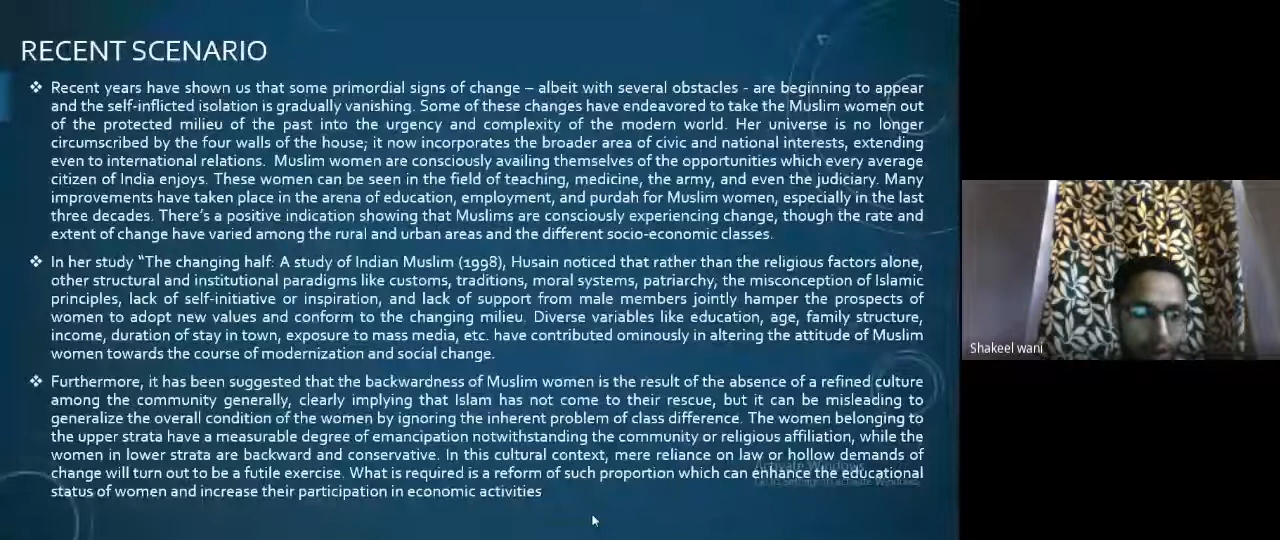 RECENT SCENARIO
❖ Recent years have shown us that some primordial signs of change – albeit with several obstacles - are beginning to appear
and the self-inflicted isolation is gradually vanishing. Some of these changes have endeavored to take the Muslim women out
of the protected milieu of the past into the urgency and complexity of the modern world. Her universe is no longer
circumscribed by the four walls of the house; it now incorporates the broader area of civic and national interests, extending
even to international relations. Muslim women are consciously availing themselves of the opportunities which every average
citizen of India enjoys. These women can be seen in the field of teaching, medicine, the army, and even the judiciary. Many
improvements have taken place in the arena of education, employment, and purdah for Muslim women, especially in the last
three decades. There's a positive indication showing that Muslims are consciously experiencing change, though the rate and
extent of change have varied among the rural and urban areas and the different socio-economic classes.
❖ In her study “The changing half: A study of Indian Muslim (1998), Husain noticed that rather than the religious factors alone,
other structural and institutional paradigms like customs, traditions, moral systems, patriarchy, the misconception of Islamic
principles, lack of self-initiative or inspiration, and lack of support from male members jointly hamper the prospects of
women to adopt new values and conform to the changing milieu. Diverse variables like education, age, family structure,
income, duration of stay in town, exposure to mass media, etc. have contributed ominously in altering the attitude of Muslim
women towards the course of modernization and social change.
❖ Furthermore, it has been suggested that the backwardness of Muslim women is the result of the absence of a refined culture
among the community generally, clearly implying that Islam has not come to their rescue, but it can be misleading to
generalize the overall condition of the women by ignoring the inherent problem of class difference. The women belonging to
the upper strata have a measurable degree of emancipation notwithstanding the community or religious affiliation, while the
women in lower strata are backward and conservative. In this cultural context, mere reliance on law or hollow demands of
change will turn out to be a futile exercise. What is required is a reform of such proportion which can enhance the educational
status of women and increase their participation in economic activities
Activate Windows
Go to Settings to activate Windows.
Shakeel wani